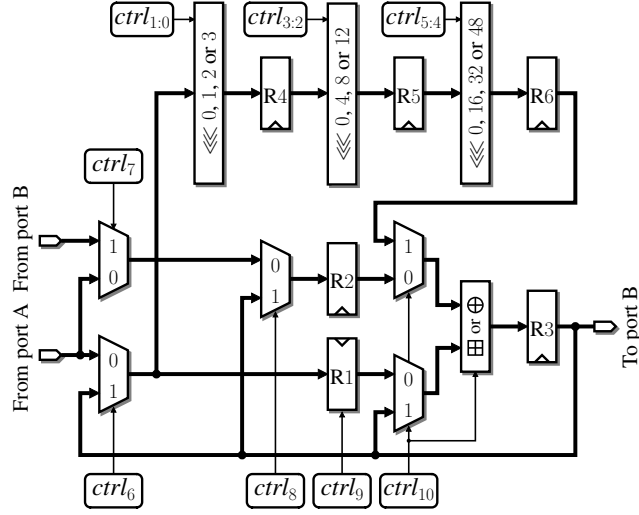 ctrl1:0
ctrl3:2
ctrl5:4
⋘ 0, 1, 2 or 3
R4
⋘ 0, 4, 8 or 12
R5
⋘ 0, 16, 32 or 48
R6
ctrl7
From port B
From port A
1
0
0
1
0
1
R2
R1
1
0
0
1
⊞ or ⊕
R3
To port B
ctrl6
ctrl8
ctrl9
ctrl10